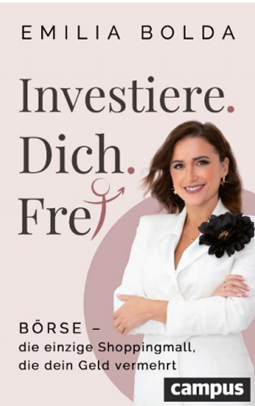 EMILIA BOLDA
Investiere.
Dich.
Frei
BÖRSE –
die einzige Shoppingmall,
die dein Geld vermehrt
campus